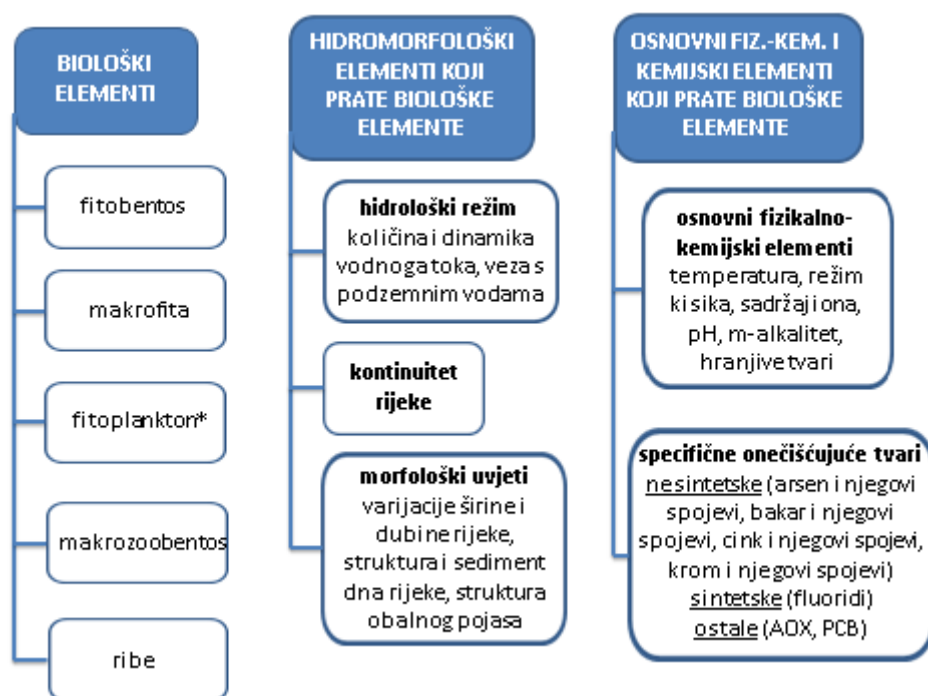 BIOLOŠKI
ELEMENTI
fitobentos
makrofita
fitoplankton*
makrozoobentos
ribe
HIDROMORFOLOŠKI
ELEMENTI KOJI
PRATE BIOLOŠKE
ELEMENTE
hidrološki režim
količina i dinamika
vodnoga toka, veza s
podzemnim vodama
kontinuitet
rijeke
morfološki uvjeti
varijacije širine i
dubine rijeke,
struktura i sediment
dna rijeke, struktura
obalnog pojasa
OSNOVNI FIZ.-KEM. I
KEMIJSKI ELEMENTI
KOJI PRATE BIOLOŠKE
ELEMENTE
osnovni fizikalno-
kemijski elementi
temperatura, režim
kisika, sadržaj iona,
pH, m-alkalitet,
hranjive tvari
specifične onečišćujuće tvari
nesintetske (arsen i njegovi
spojevi, bakar i njegovi
spojevi, cink i njegovi spojevi,
krom i njegovi spojevi)
sintetske (fluoridi)
ostale (AOX, PCB)